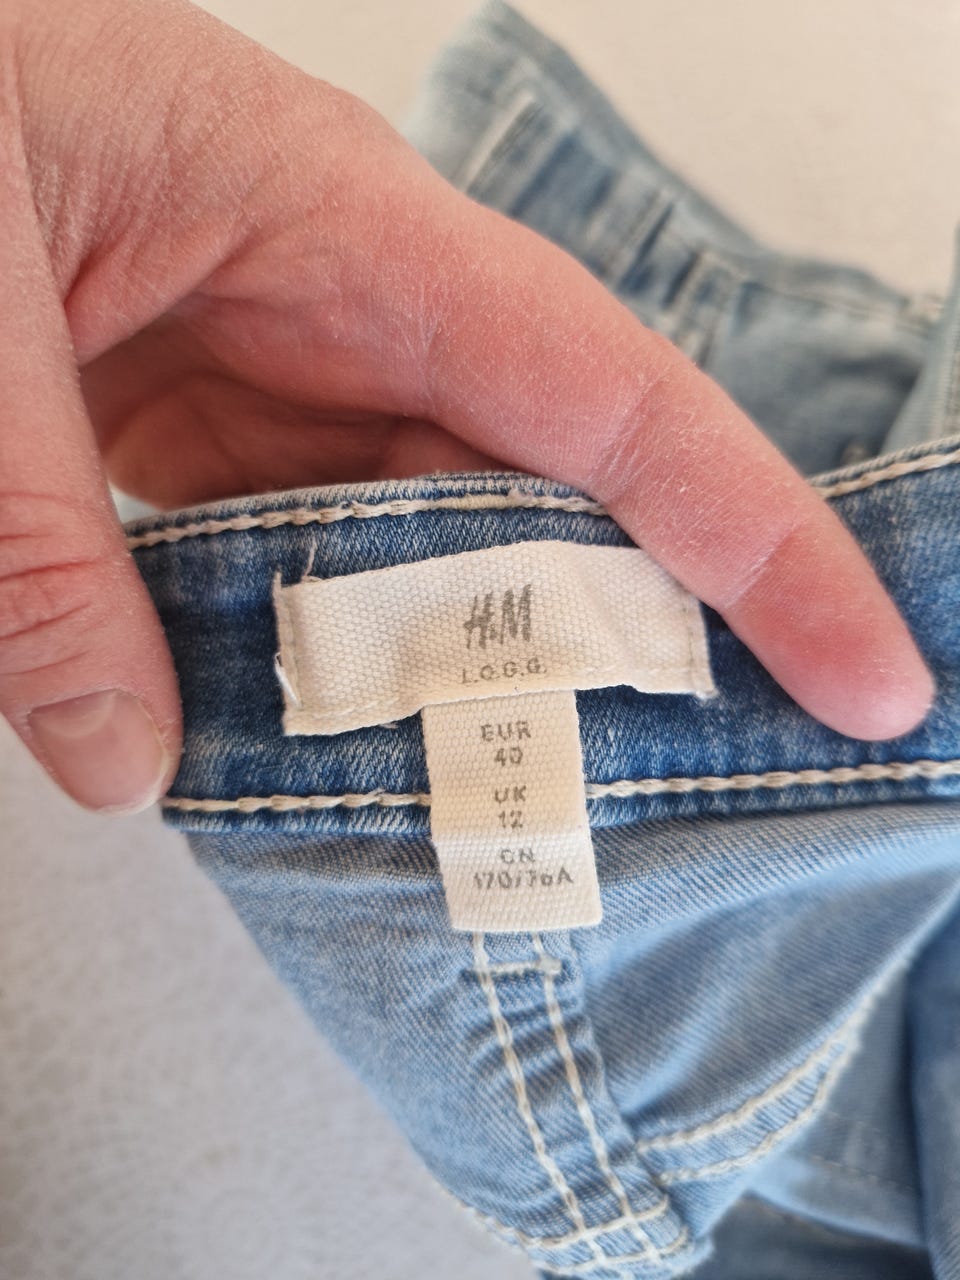 H&M
L.O.G.G.
EUR
40
UK
12
CN
170/76A